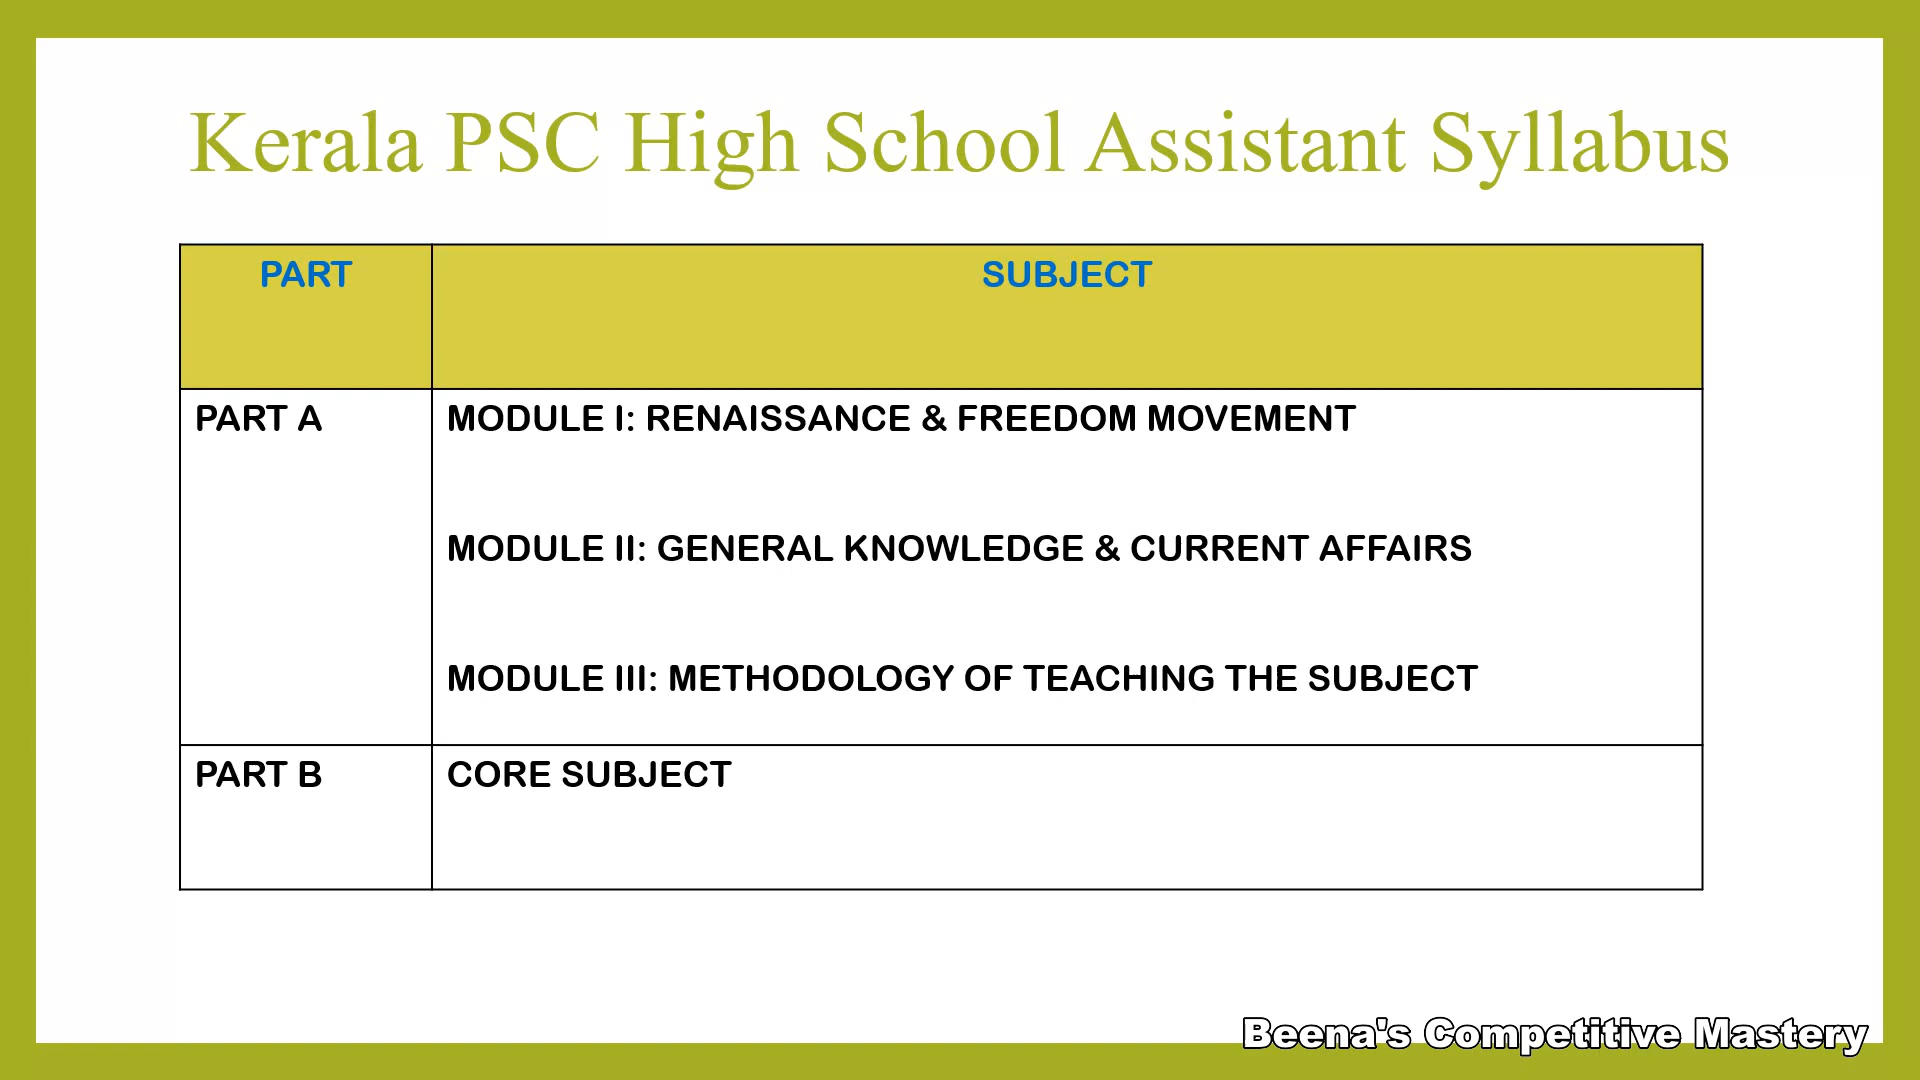 Kerala PSC High School Assistant Syllabus
PART
SUBJECT
PART A
MODULE I: RENAISSANCE & FREEDOM MOVEMENT
MODULE II: GENERAL KNOWLEDGE & CURRENT AFFAIRS
MODULE III: METHODOLOGY OF TEACHING THE SUBJECT
PART B
CORE SUBJECT
Beena's Competitive Mastery